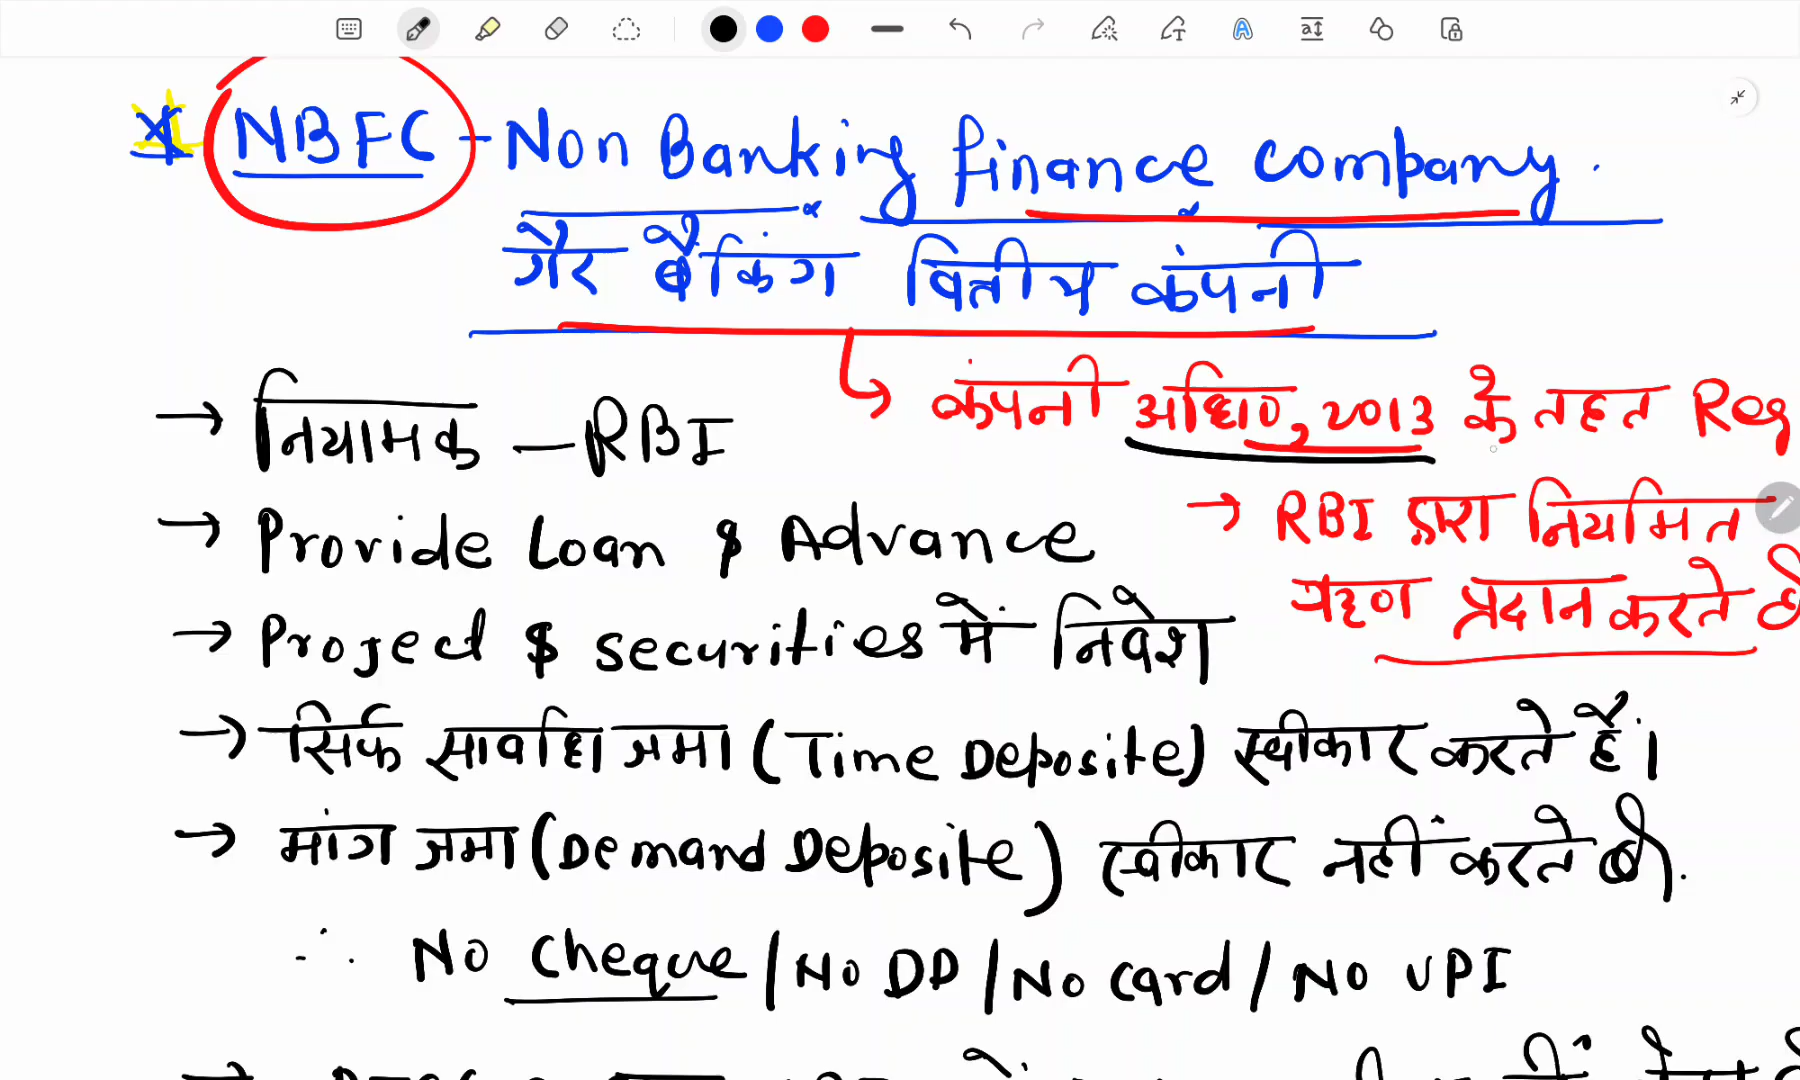 NBFC - Non Banking finance company.
गैर बैंकिंग वित्तीय कंपनी
कंपनी अधि०, 2013 के तहत Reg
→ नियामक — RBI
→ RBI द्वारा नियमित
→ Provide Loan & Advance
ऋण प्रदान करते है
→ Project & securities में निवेश
→ सिर्फ सावधि जमा (Time Deposite) स्वीकार करते हैं।
→ मांग जमा (Demand Deposite) स्वीकार नहीं करते है.
∴ No cheque / No DD / No card / No UPI